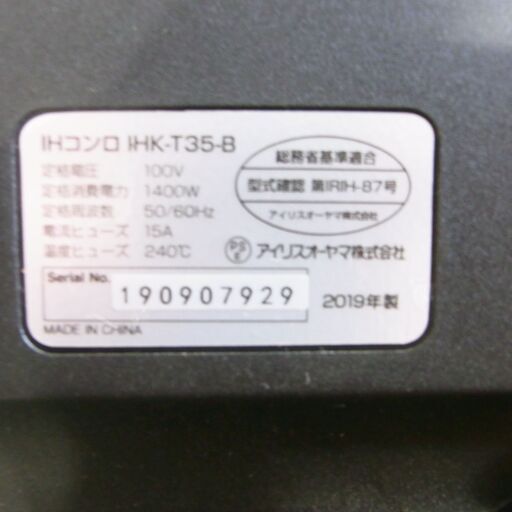 IHコンロ IHK-T35-B
定格電圧 100V
定格消費電力 1400W
定格周波数 50/60Hz
電流ヒューズ 15A
温度ヒューズ 240℃
総務省基準適合
型式確認 第IRIH-87号
アイリスオーヤマ株式会社
PS E アイリスオーヤマ株式会社
Serial No. 190907929
2019年製
MADE IN CHINA